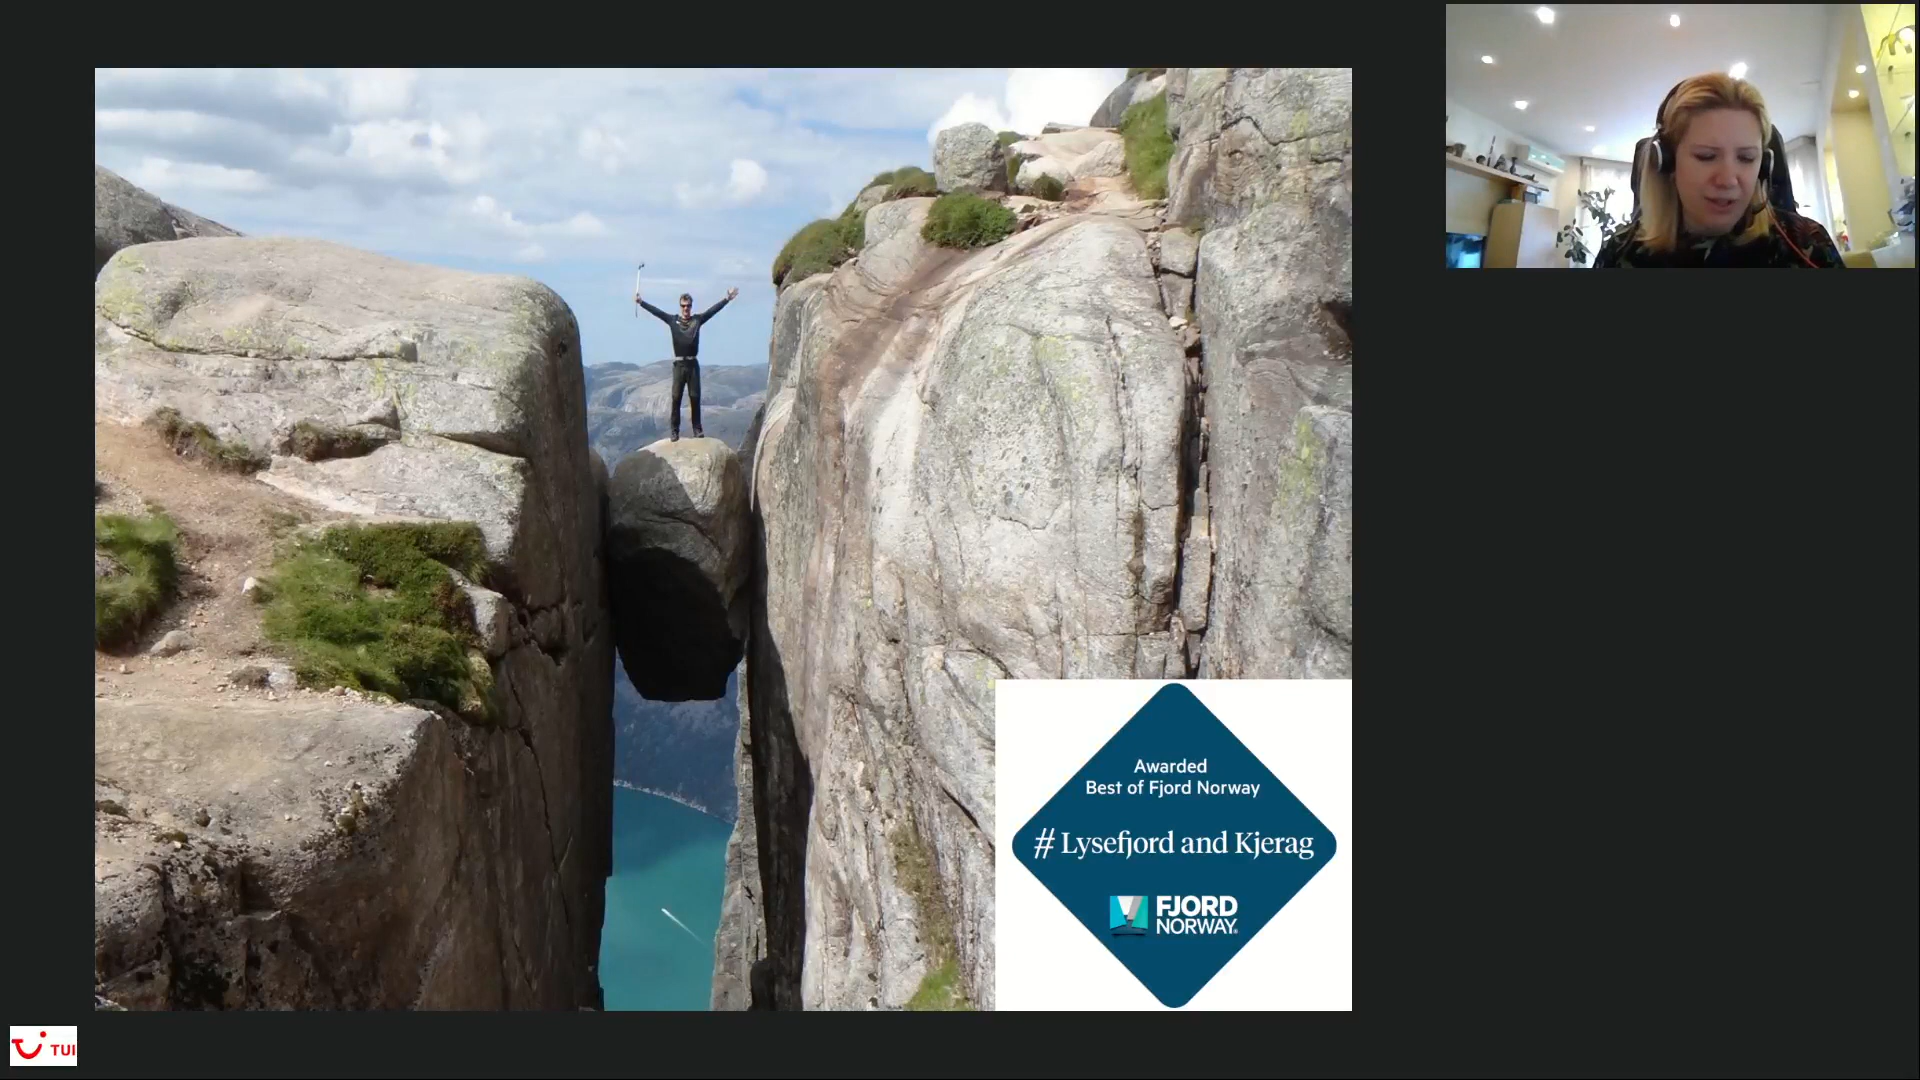 Awarded
Best of Fjord Norway
# Lysefjord and Kjerag
FJORD
NORWAY®
TUI